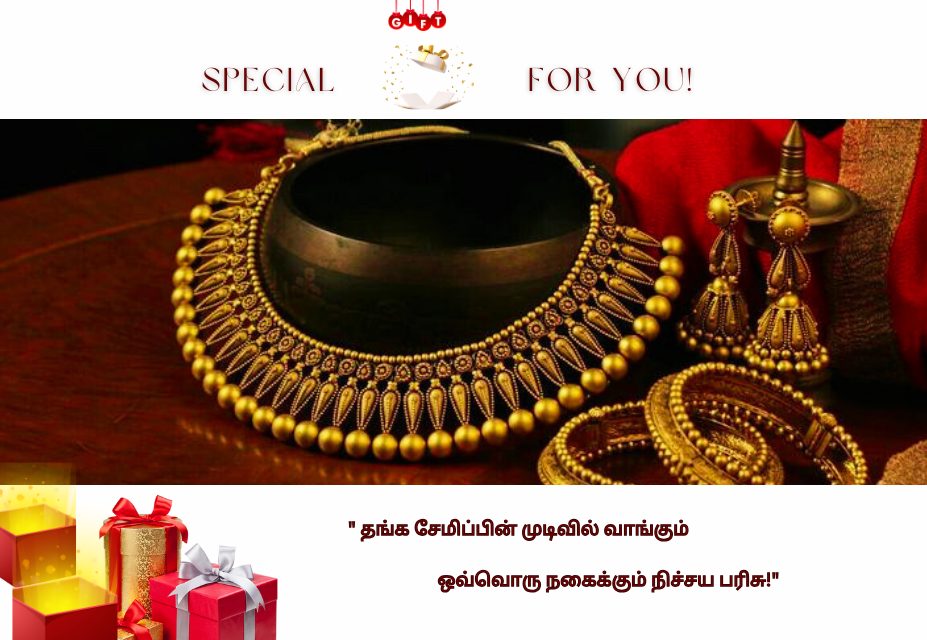 GIFT
SPECIAL FOR YOU!
" தங்க சேமிப்பின் முடிவில் வாங்கும்
ஒவ்வொரு நகைக்கும் நிச்சய பரிசு!"